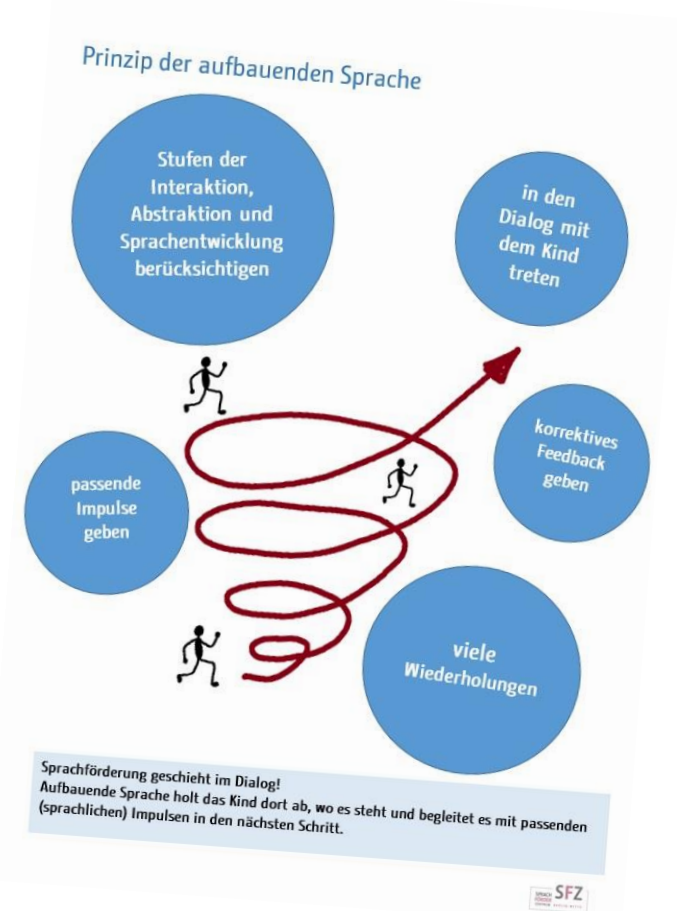 Prinzip der aufbauenden Sprache
Stufen der
Interaktion,
Abstraktion und
Sprachentwicklung
berücksichtigen
in den
Dialog mit
dem Kind
treten
korrektives
Feedback
geben
passende
Impulse
geben
viele
Wiederholungen
Sprachförderung geschieht im Dialog!
Aufbauende Sprache holt das Kind dort ab, wo es steht und begleitet es mit passenden
(sprachlichen) Impulsen in den nächsten Schritt.
SFZ